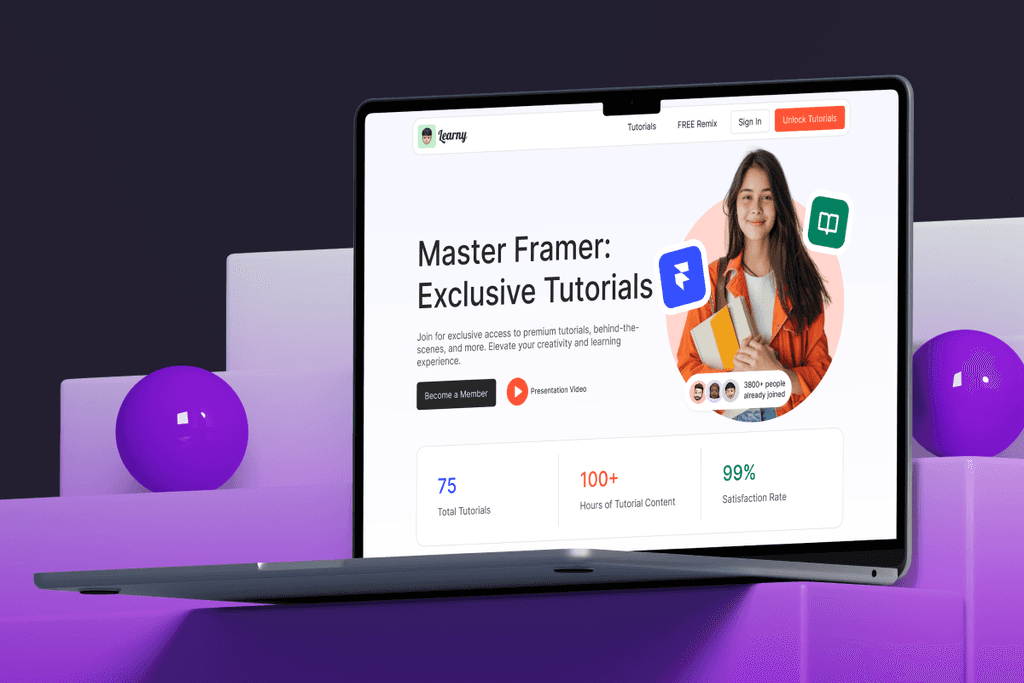 Learny
Tutorials
FREE Remix
Sign In
Unlock Tutorials
Master Framer:
Exclusive Tutorials
Join for exclusive access to premium tutorials, behind-the-
scenes, and more. Elevate your creativity and learning
experience.
Become a Member
Presentation Video
3800+ people
already joined
75
Total Tutorials
100+
Hours of Tutorial Content
99%
Satisfaction Rate